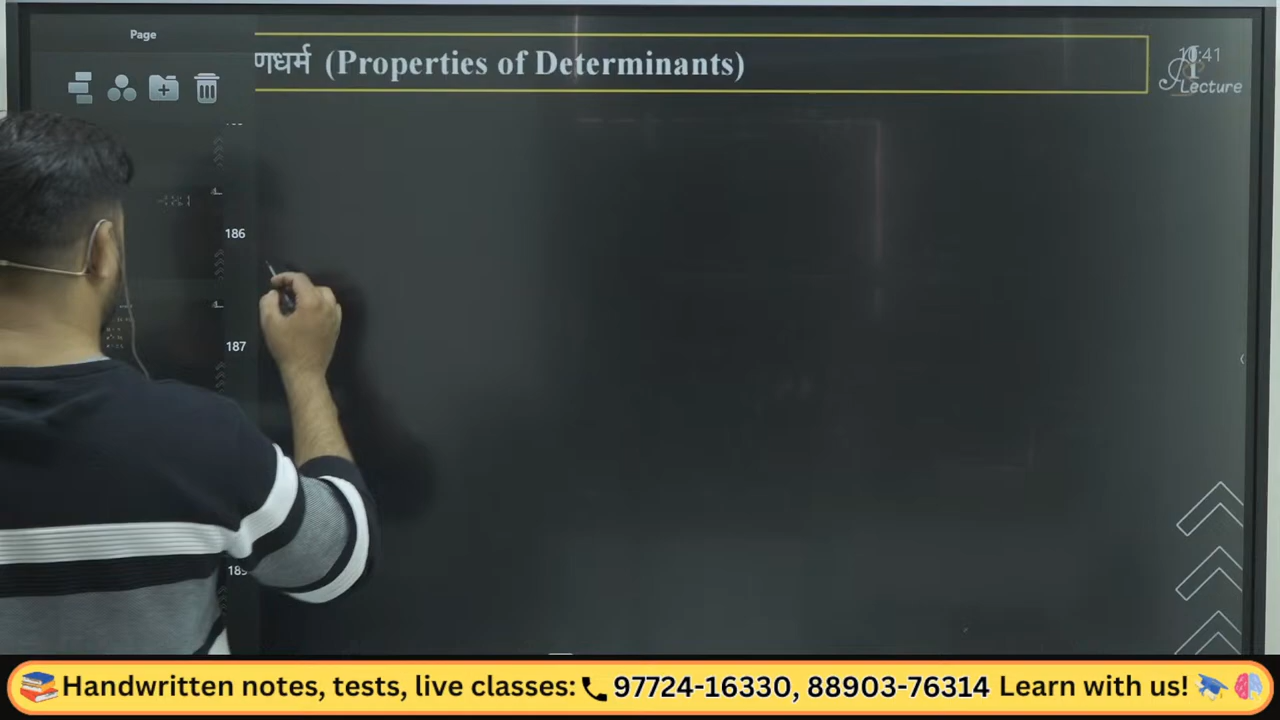 Page
णधर्म (Properties of Determinants)
10:41
Lecture
186
187
Handwritten notes, tests, live classes: 97724-16330, 88903-76314 Learn with us!